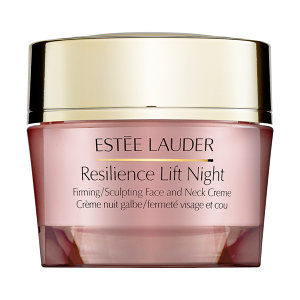 ESTĒE LAUDER
Resilience Lift Night
Firming/Sculpting Face and Neck Creme
Crème nuit galbe/fermeté visage et cou